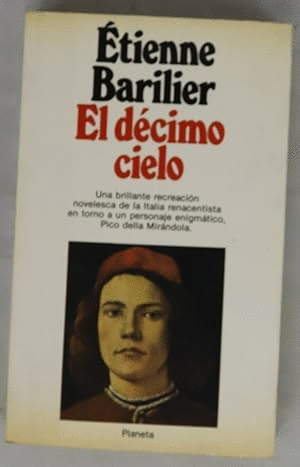 Étienne
Barilier
El décimo
cielo
Una brillante recreación
novelesca de la Italia renacentista
en torno a un personaje enigmático,
Pico della Mirándola.
Planeta